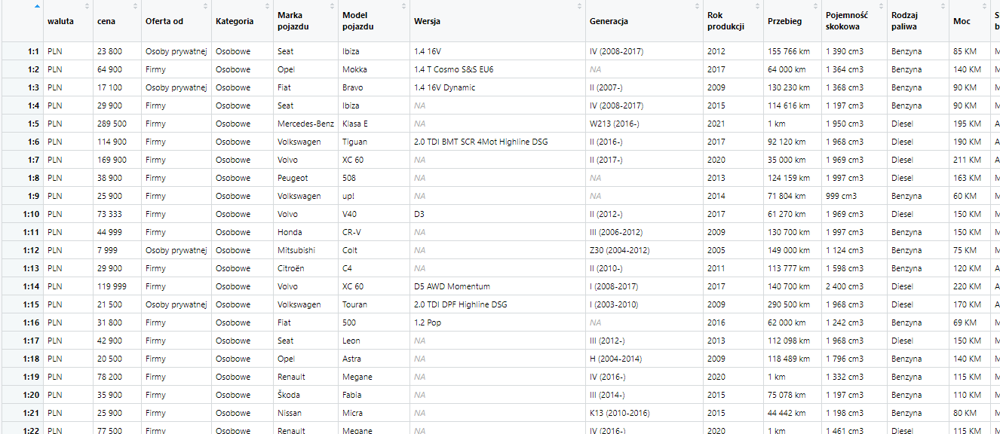 waluta cena Oferta od Kategoria Marka pojazdu Model pojazdu Wersja Generacja Rok produkcji Przebieg Pojemność skokowa Rodzaj paliwa Moc
1:1 PLN 23 800 Osoby prywatnej Osobowe Seat Ibiza 1.4 16V IV (2008-2017) 2012 155 766 km 1 390 cm3 Benzyna 85 KM M
1:2 PLN 64 900 Firmy Osobowe Opel Mokka 1.4 T Cosmo S&S EU6 NA 2017 64 000 km 1 364 cm3 Benzyna 140 KM M
1:3 PLN 17 100 Osoby prywatnej Osobowe Fiat Bravo 1.4 16V Dynamic II (2007-) 2009 130 230 km 1 368 cm3 Benzyna 90 KM M
1:4 PLN 29 900 Firmy Osobowe Seat Ibiza NA IV (2008-2017) 2015 114 616 km 1 197 cm3 Benzyna 90 KM M
1:5 PLN 289 500 Firmy Osobowe Mercedes-Benz Klasa E NA W213 (2016-) 2021 1 km 1 950 cm3 Diesel 195 KM A
1:6 PLN 114 900 Firmy Osobowe Volkswagen Tiguan 2.0 TDI BMT SCR 4Mot Highline DSG II (2016-) 2017 92 120 km 1 968 cm3 Diesel 190 KM A
1:7 PLN 169 900 Firmy Osobowe Volvo XC 60 NA II (2017-) 2020 35 000 km 1 969 cm3 Diesel 211 KM A
1:8 PLN 38 900 Firmy Osobowe Peugeot 508 NA NA 2013 124 159 km 1 997 cm3 Diesel 163 KM M
1:9 PLN 25 900 Firmy Osobowe Volkswagen up! NA NA 2014 71 804 km 999 cm3 Benzyna 60 KM M
1:10 PLN 73 333 Firmy Osobowe Volvo V40 D3 II (2012-) 2017 61 270 km 1 969 cm3 Diesel 150 KM M
1:11 PLN 44 999 Firmy Osobowe Honda CR-V NA III (2006-2012) 2009 130 700 km 1 997 cm3 Benzyna 150 KM M
1:12 PLN 7 999 Osoby prywatnej Osobowe Mitsubishi Colt NA Z30 (2004-2012) 2005 149 000 km 1 124 cm3 Benzyna 75 KM M
1:13 PLN 29 900 Firmy Osobowe Citroën C4 NA II (2010-) 2011 113 777 km 1 598 cm3 Benzyna 120 KM A
1:14 PLN 119 999 Firmy Osobowe Volvo XC 60 D5 AWD Momentum I (2008-2017) 2017 140 700 km 2 400 cm3 Diesel 220 KM A
1:15 PLN 21 500 Osoby prywatnej Osobowe Volkswagen Touran 2.0 TDI DPF Highline DSG I (2003-2010) 2009 290 500 km 1 968 cm3 Diesel 170 KM A
1:16 PLN 31 800 Firmy Osobowe Fiat 500 1.2 Pop NA 2016 62 000 km 1 242 cm3 Benzyna 69 KM M
1:17 PLN 42 900 Firmy Osobowe Seat Leon NA III (2012-) 2013 112 098 km 1 968 cm3 Diesel 150 KM M
1:18 PLN 20 500 Firmy Osobowe Opel Astra NA H (2004-2014) 2009 118 489 km 1 796 cm3 Benzyna 140 KM M
1:19 PLN 78 200 Firmy Osobowe Renault Megane NA IV (2016-) 2020 1 km 1 332 cm3 Benzyna 115 KM M
1:20 PLN 35 900 Firmy Osobowe Škoda Fabia NA III (2014-) 2015 75 078 km 1 197 cm3 Benzyna 110 KM M
1:21 PLN 25 900 Firmy Osobowe Nissan Micra NA K13 (2010-2016) 2015 44 442 km 1 198 cm3 Benzyna 80 KM M
1:22 PLN 77 500 Firmy Osobowe Renault Megane NA IV (2016-) 2020 1 km 1 461 cm3 Diesel 115 KM M